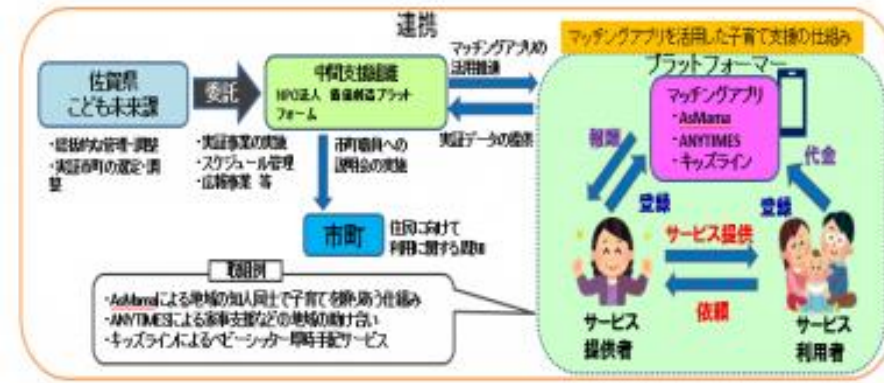 連携
マッチングアプリを活用した子育て支援の仕組み
プラットフォーマー
佐賀県
こども未来課
委託
中間支援組織
NPO法人 価値創造プラット
フォーム
マッチングアプリの
活用推進
実証データの提供
・総括的な管理・調整
・実証市町の選定・調
整
・実証事業の実施
・スケジュール管理
・広報事業 等
市町職員への
説明会の実施
市町
住民に向けて
利用に関する周知
マッチングアプリ
・AsMama
・ANYTIMES
・キッズライン
報酬
登録
登録
代金
サービス提供
依頼
サービス
提供者
サービス
利用者
取組例
・AsMamaによる地域の知人同士で子育てを頼り合う仕組み
・ANYTIMESによる家事支援などの地域の助け合い
・キッズラインによるベビーシッター即時手配サービス